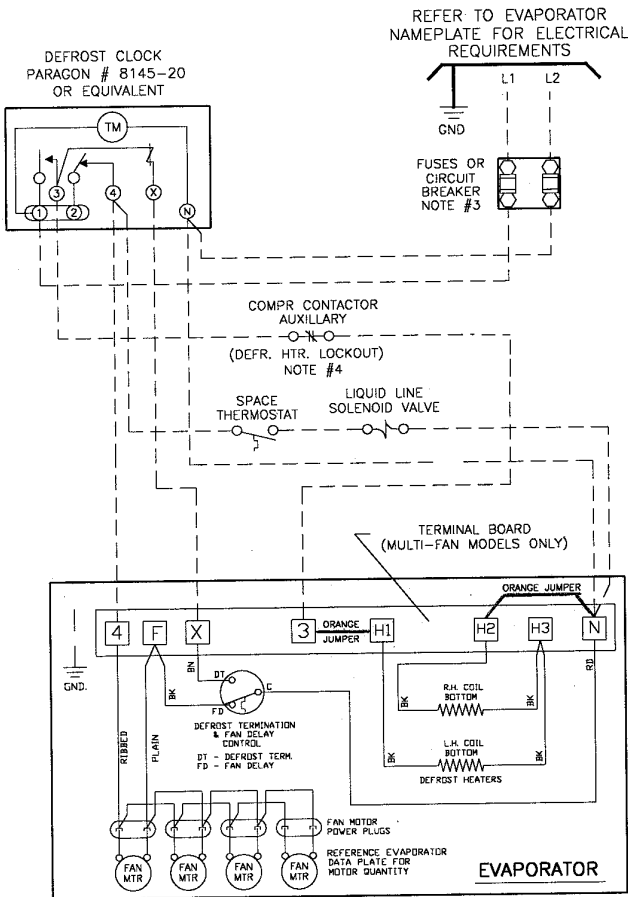 REFER TO EVAPORATOR
NAMEPLATE FOR ELECTRICAL
REQUIREMENTS
L1 L2
GND
DEFROST CLOCK
PARAGON # 8145-20
OR EQUIVALENT
TM
3 4 X
1 2 N
FUSES OR
CIRCUIT
BREAKER
NOTE #3
COMPR CONTACTOR
AUXILLARY
(DEFR. HTR. LOCKOUT)
NOTE #4
SPACE
THERMOSTAT
LIQUID LINE
SOLENOID VALVE
TERMINAL BOARD
(MULTI-FAN MODELS ONLY)
ORANGE JUMPER
4 F X 3 ORANGE JUMPER H1 H2 H3 N
GND.
BN
DT
C
BK
FD
RD
DEFROST TERMINATION
& FAN DELAY
CONTROL
DT - DEFROST TERM.
FD - FAN DELAY
RIBBED
PLAIN
BK
R.H. COIL
BOTTOM
BK
BK
L.H. COIL
BOTTOM
BK
DEFROST HEATERS
FAN MOTOR
POWER PLUGS
FAN MTR
FAN MTR
FAN MTR
FAN MTR
REFERENCE EVAPORATOR
DATA PLATE FOR
MOTOR QUANTITY
EVAPORATOR